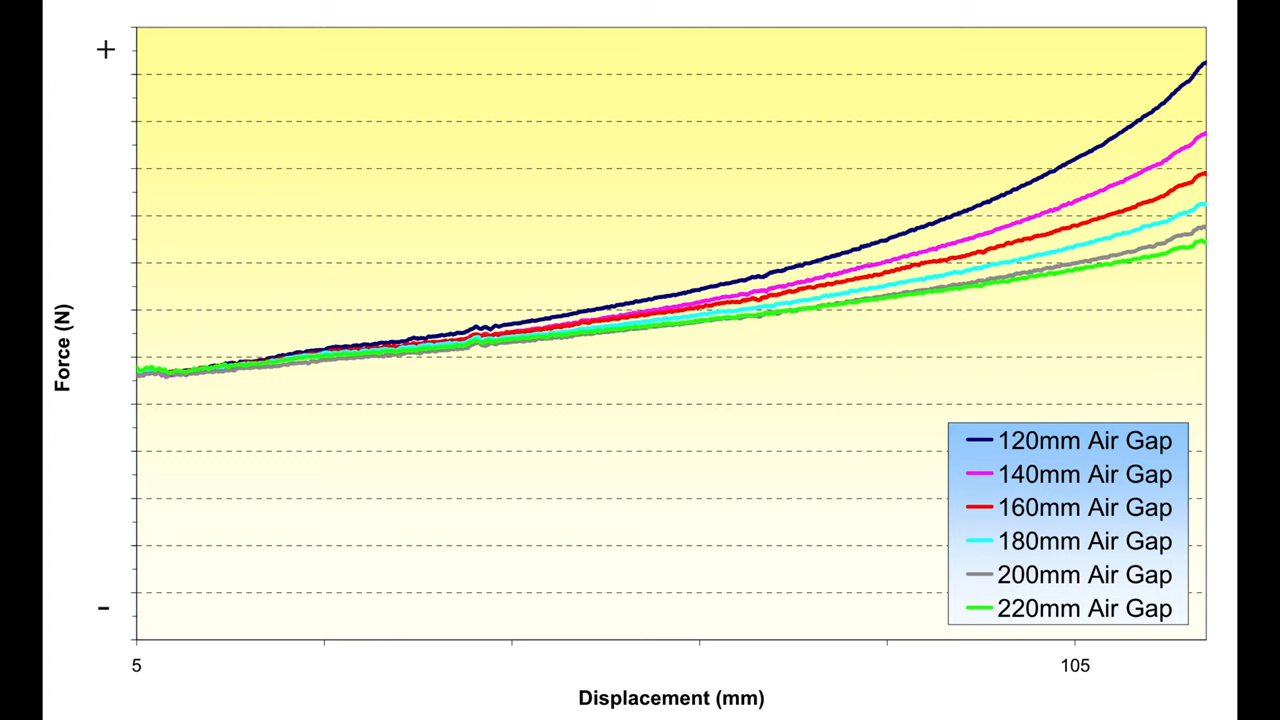 +
Force (N)
120mm Air Gap
140mm Air Gap
160mm Air Gap
180mm Air Gap
200mm Air Gap
220mm Air Gap
-
5
105
Displacement (mm)